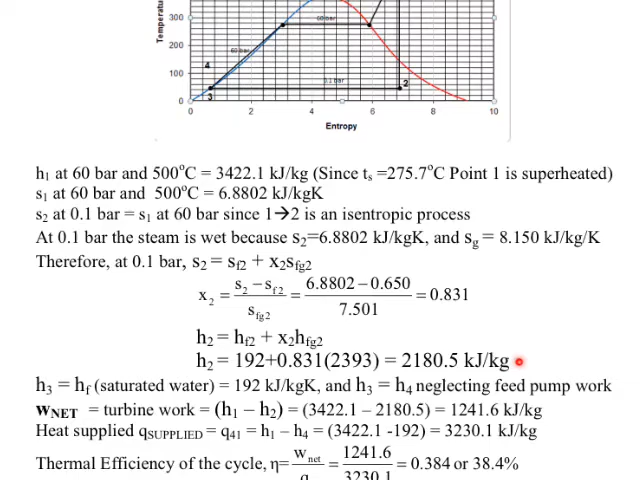 Temperatu
300
200
100
0
60 bar
60 bar
0.1 bar
4
3
2
0 2 4 6 8 10
Entropy
h1 at 60 bar and 500°C = 3422.1 kJ/kg (Since ts =275.7°C Point 1 is superheated)
s1 at 60 bar and 500°C = 6.8802 kJ/kgK
s2 at 0.1 bar = s1 at 60 bar since 1→2 is an isentropic process
At 0.1 bar the steam is wet because s2=6.8802 kJ/kgK, and sg = 8.150 kJ/kg/K
Therefore, at 0.1 bar, s2 = sf2 + x2sfg2
x2 = (s2 − sf2)/sfg2 = (6.8802 − 0.650)/7.501 = 0.831
h2 = hf2 + x2hfg2
h2 = 192+0.831(2393) = 2180.5 kJ/kg
h3 = hf (saturated water) = 192 kJ/kgK, and h3 = h4 neglecting feed pump work
wNET = turbine work = (h1 – h2) = (3422.1 – 2180.5) = 1241.6 kJ/kg
Heat supplied qSUPPLIED = q41 = h1 – h4 = (3422.1 -192) = 3230.1 kJ/kg
Thermal Efficiency of the cycle, η= wnet/q = 1241.6/3230.1 = 0.384 or 38.4%